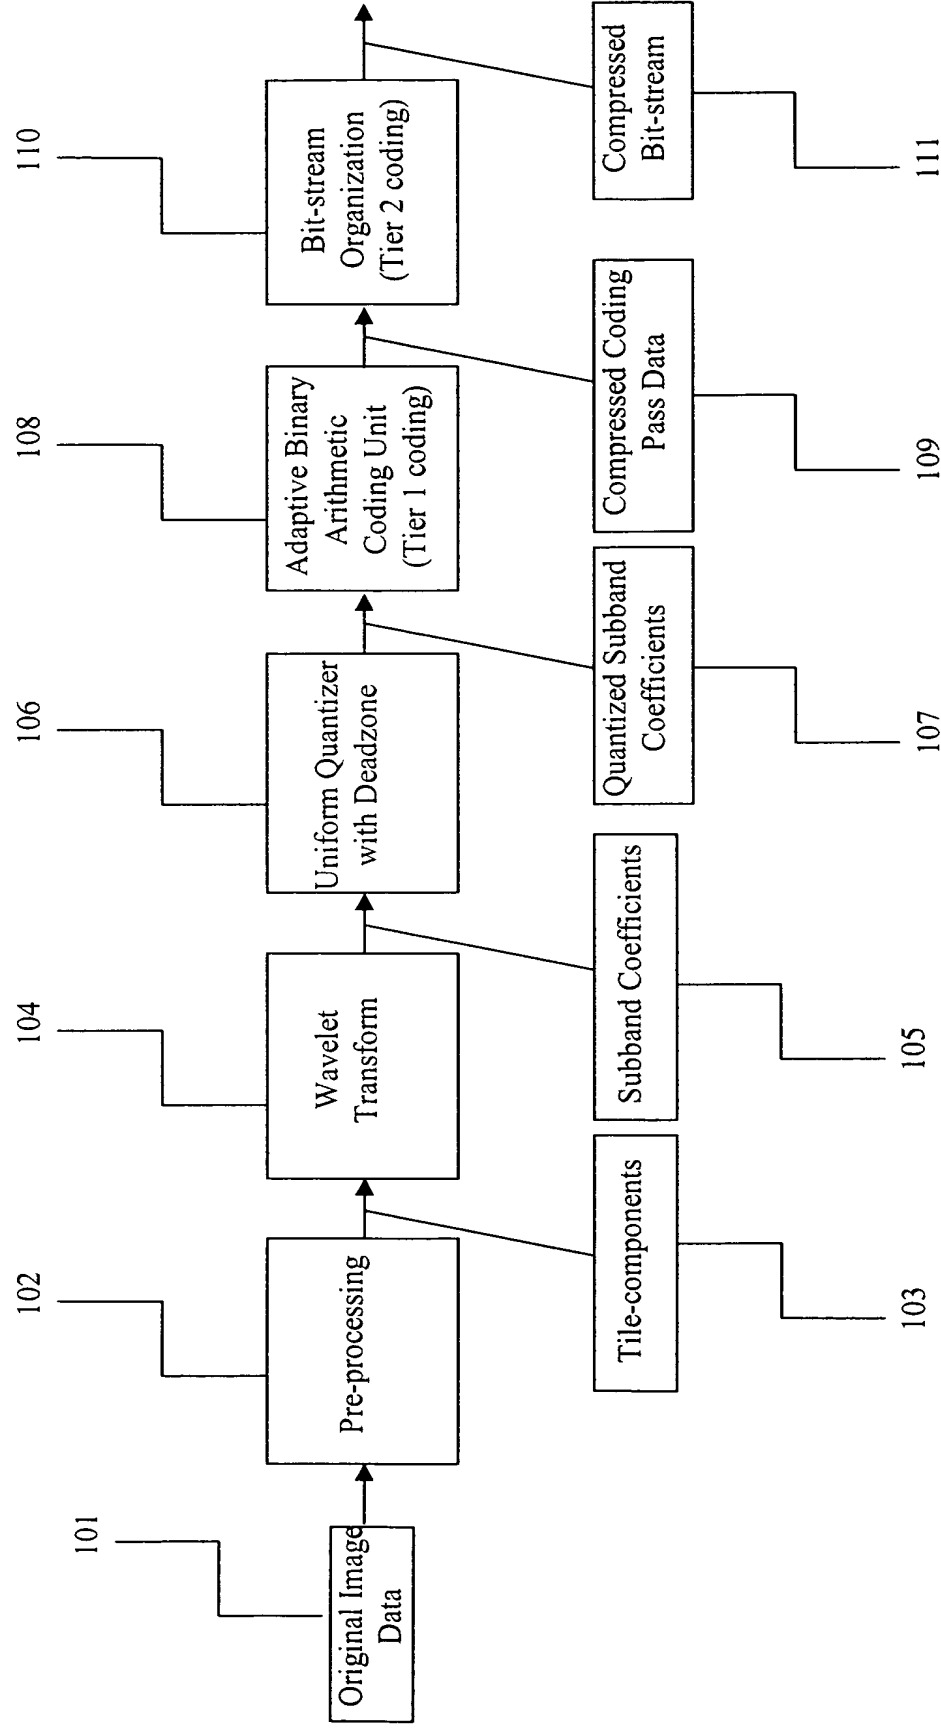 101
102
104
106
108
110
Original Image
Data
Pre-processing
Wavelet
Transform
Uniform Quantizer
with Deadzone
Adaptive Binary
Arithmetic
Coding Unit
(Tier 1 coding)
Bit-stream
Organization
(Tier 2 coding)
Tile-components
Subband Coefficients
Quantized Subband
Coefficients
Compressed Coding
Pass Data
Compressed
Bit-stream
103
105
107
109
111